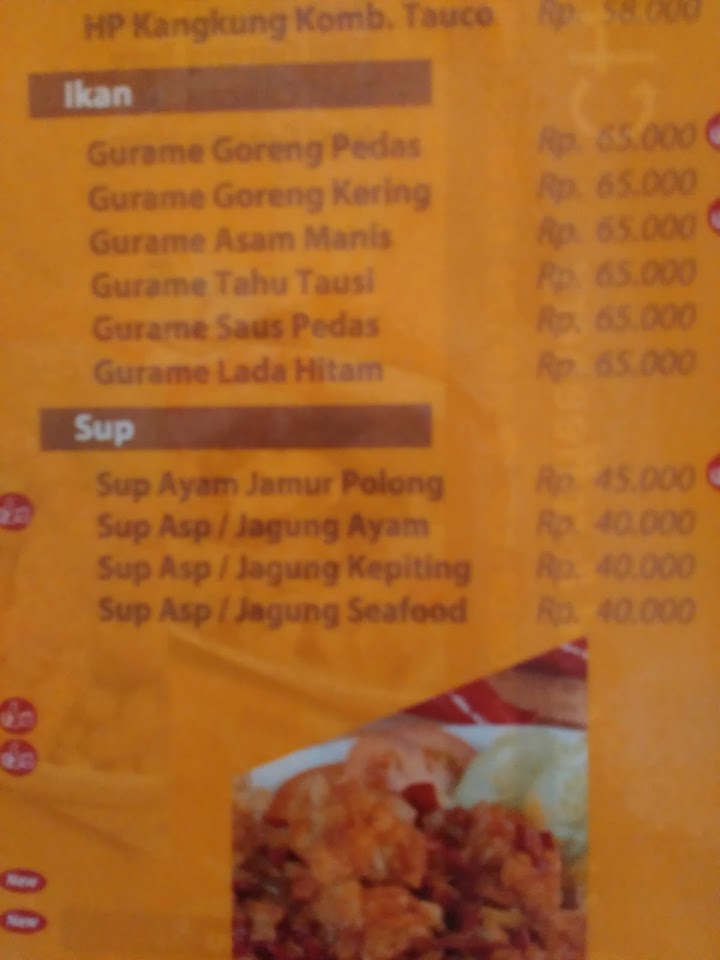 HP Kangkung Komb. Tauco Rp. 58.000
Ikan
Gurame Goreng Pedas Rp. 65.000
Gurame Goreng Kering Rp. 65.000
Gurame Asam Manis Rp. 65.000
Gurame Tahu Tausi Rp. 65.000
Gurame Saus Pedas Rp. 65.000
Gurame Lada Hitam Rp. 65.000
Sup
Sup Ayam Jamur Polong Rp. 45.000
Sup Asp / Jagung Ayam Rp. 40.000
Sup Asp / Jagung Kepiting Rp. 40.000
Sup Asp / Jagung Seafood Rp. 40.000
New
New